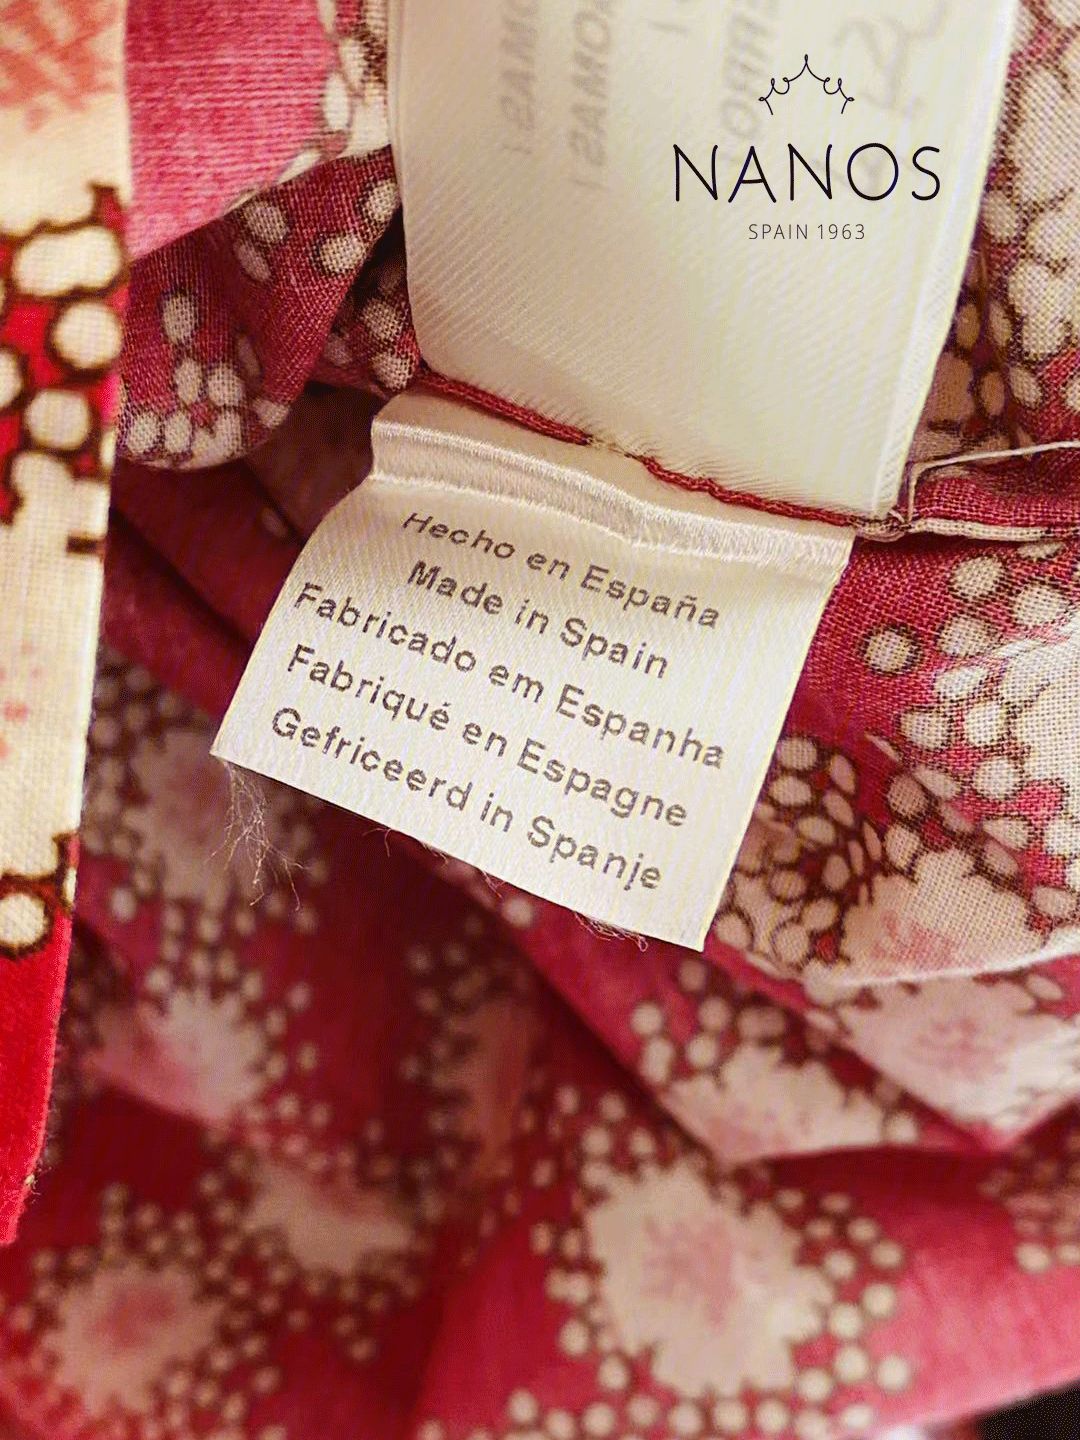 NANOS
SPAIN 1963
Hecho en España
Made in Spain
Fabricado em Espanha
Fabriqué en Espagne
Gefriceerd in Spanje